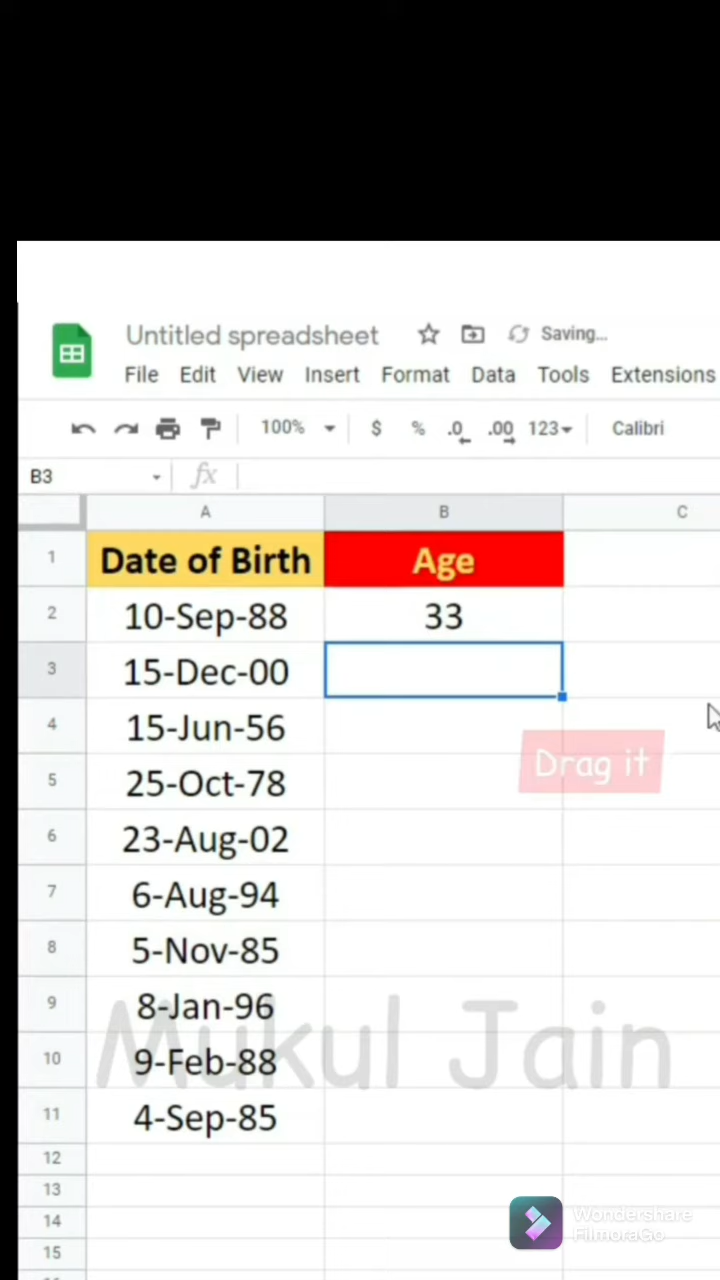 Untitled spreadsheet Saving...
File Edit View Insert Format Data Tools Extensions
100% $ % .0 .00 123 Calibri
B3 fx
A B C
1 Date of Birth Age
2 10-Sep-88 33
3 15-Dec-00
4 15-Jun-56
Drag it
5 25-Oct-78
6 23-Aug-02
7 6-Aug-94
8 5-Nov-85
9 8-Jan-96
Mukul Jain
10 9-Feb-88
11 4-Sep-85
12
13
14
15
Wondershare
FilmoraGo